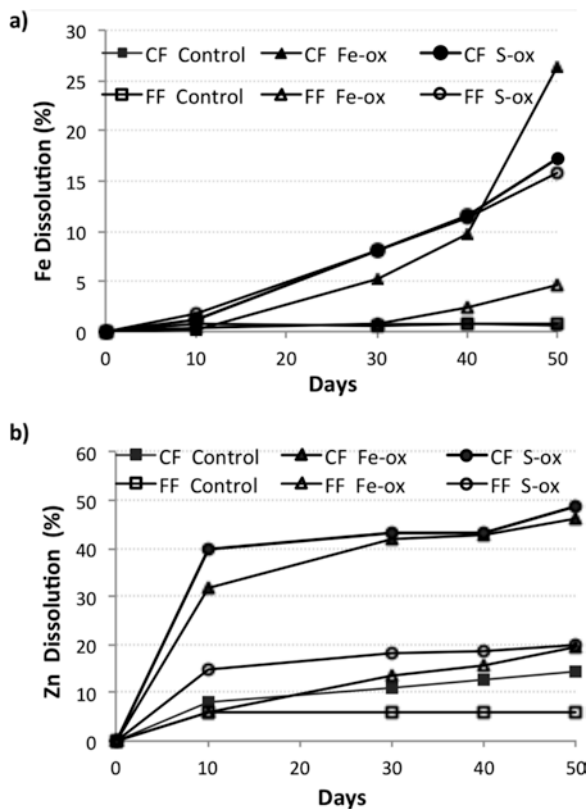 a)
30
25
20
15
10
5
0
Fe Dissolution (%)
CF Control CF Fe-ox CF S-ox
FF Control FF Fe-ox FF S-ox
0 10 20 30 40 50
Days
b)
60
50
40
30
20
10
0
Zn Dissolution (%)
CF Control CF Fe-ox CF S-ox
FF Control FF Fe-ox FF S-ox
0 10 20 30 40 50
Days